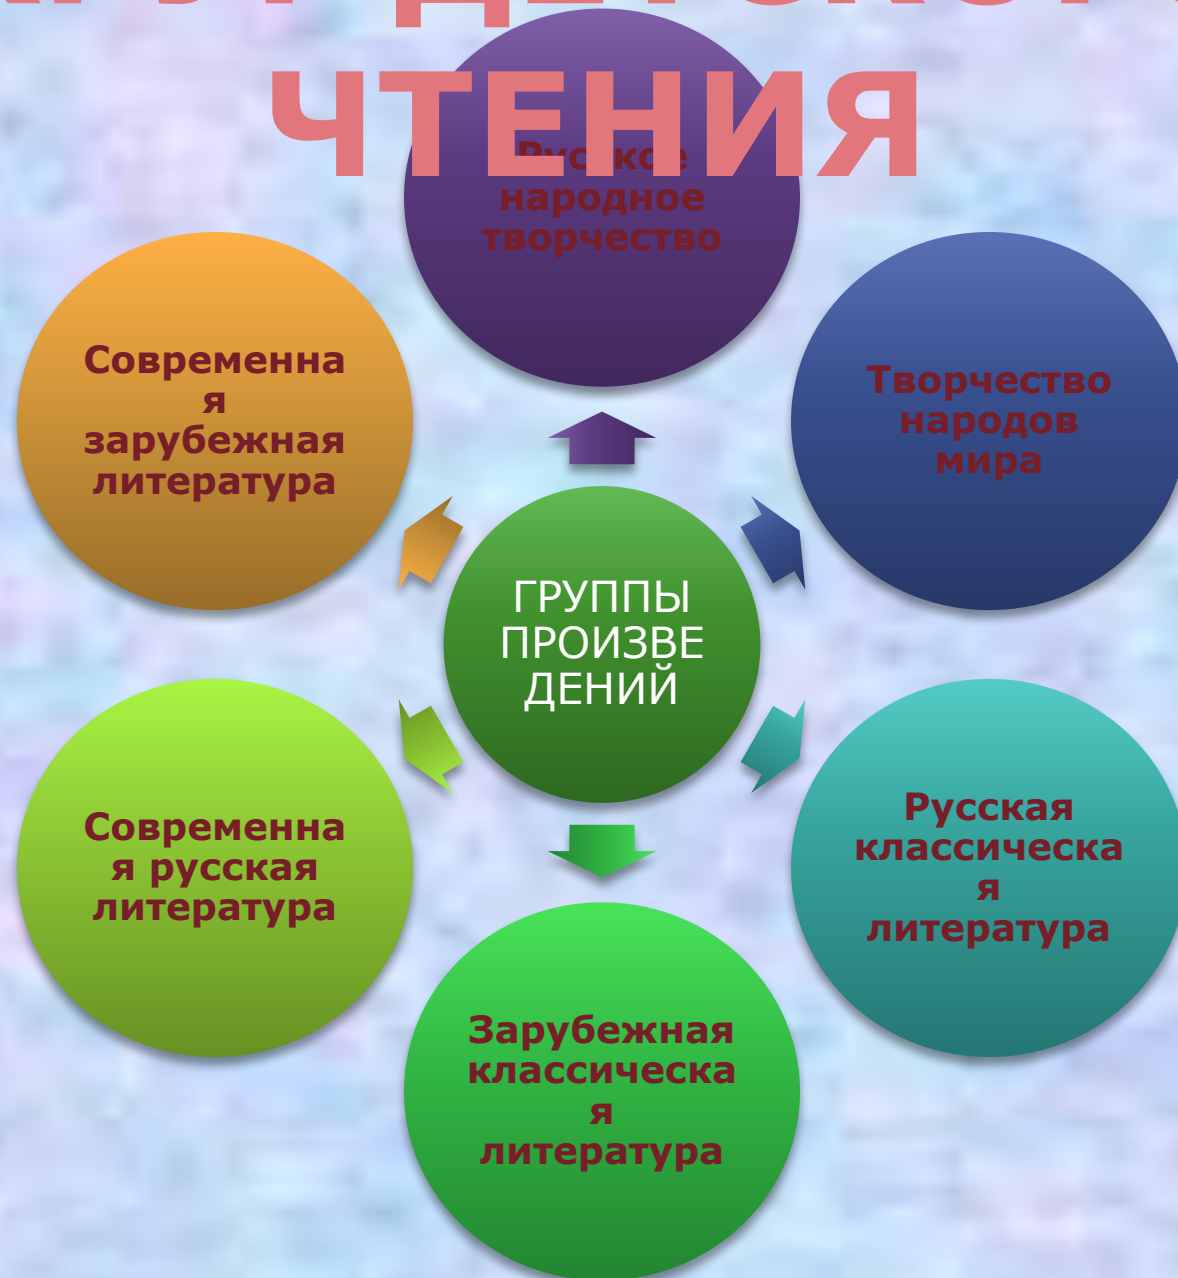 ЧТЕНИЯ
Русское
народное
творчество
Творчество
народов
мира
Русская
классическа
я
литература
Зарубежная
классическа
я
литература
Современна
я русская
литература
Современна
я
зарубежная
литература
ГРУППЫ
ПРОИЗВЕ
ДЕНИЙ